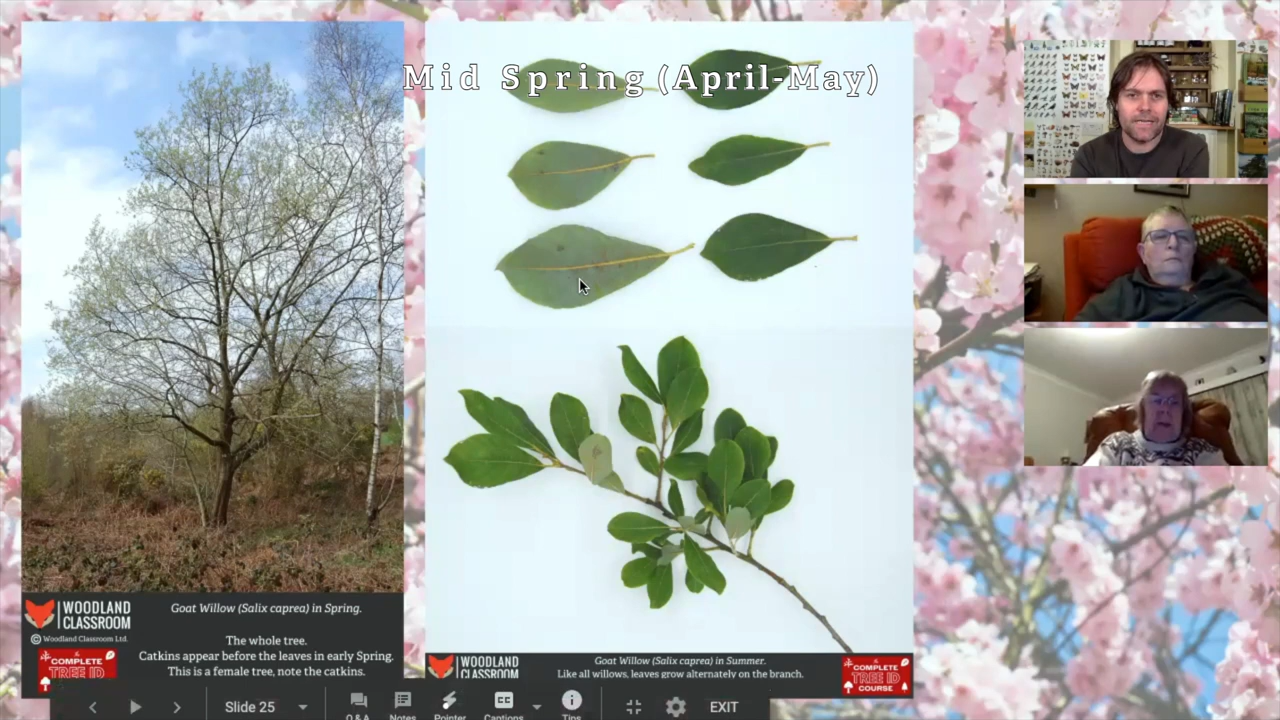 Mid Spring (April-May)
WOODLAND
CLASSROOM
© Woodland Classroom Ltd.
The
COMPLETE
TREE ID
Goat Willow (Salix caprea) in Spring.
The whole tree.
Catkins appear before the leaves in early Spring.
This is a female tree, note the catkins.
WOODLAND
CLASSROOM
Goat Willow (Salix caprea) in Summer.
Like all willows, leaves grow alternately on the branch.
The
COMPLETE
TREE ID
COURSE
Slide 25
Q & A
Notes
Pointer
Captions
Tips
EXIT